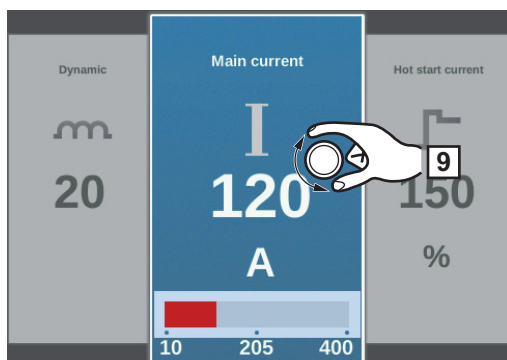 Dynamic
20
Main current
I
120
A
10 205 400
Hot start current
150
%
9